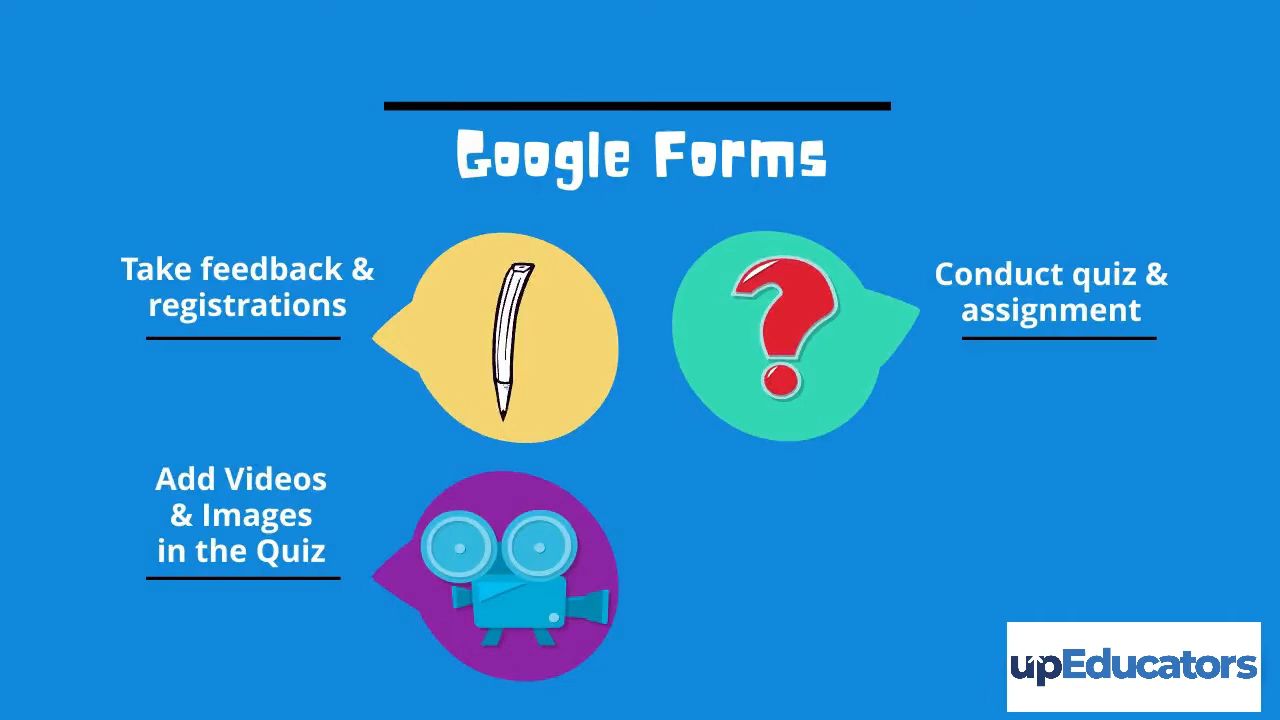 Google Forms
Take feedback &
registrations
Conduct quiz &
assignment
Add Videos
& Images
in the Quiz
upEducators